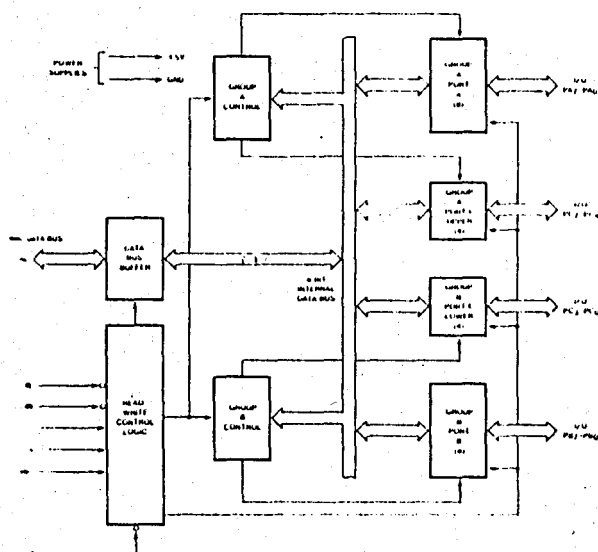 POWER
SUPPLIES
+5V
GND
GROUP
A
CONTROL
GROUP
A
PORT
A
(8)
I/O
PA7-PA0
GROUP
A
PORT C
UPPER
(4)
I/O
PC7-PC4
DATA BUS
DATA
BUS
BUFFER
8-BIT
INTERNAL
DATA BUS
GROUP
B
PORT C
LOWER
(4)
I/O
PC3-PC0
READ
WRITE
CONTROL
LOGIC
GROUP
B
CONTROL
GROUP
B
PORT
B
(8)
I/O
PB7-PB0